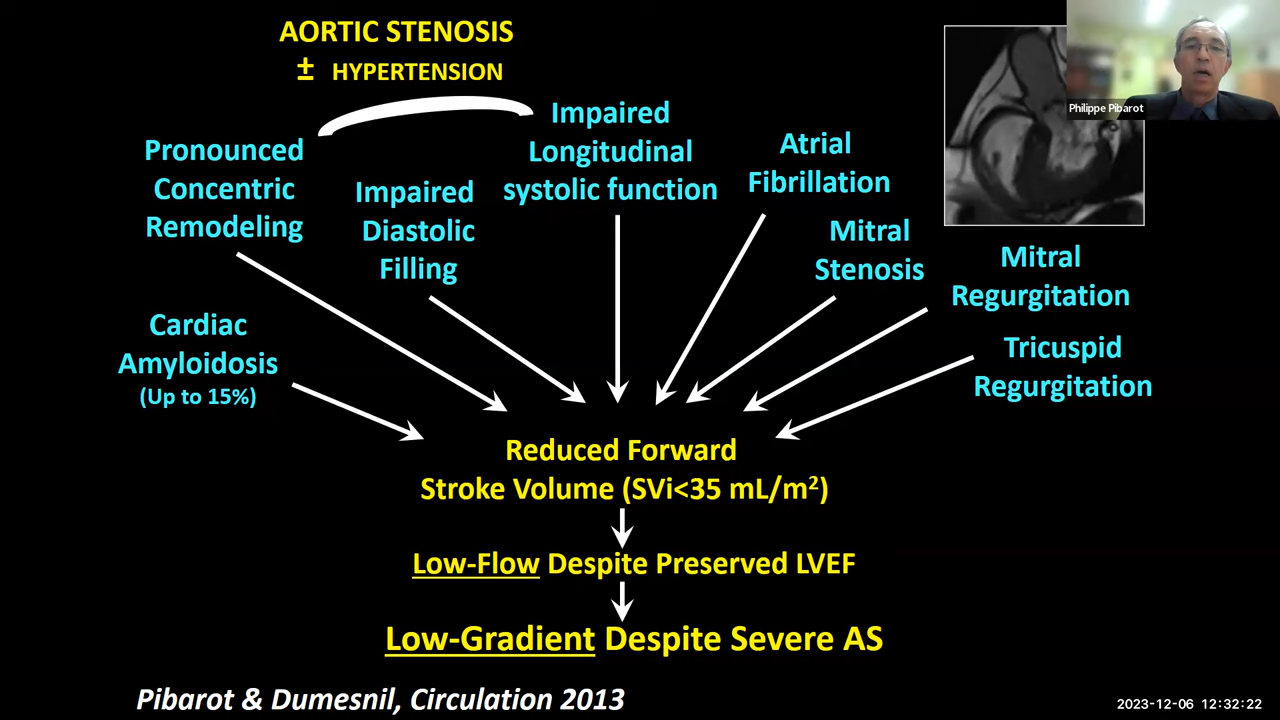 AORTIC STENOSIS
± HYPERTENSION
Pronounced
Concentric
Remodeling
Impaired
Diastolic
Filling
Impaired
Longitudinal
systolic function
Atrial
Fibrillation
Philippe Pibarot
Mitral
Stenosis
Mitral
Regurgitation
Cardiac
Amyloidosis
(Up to 15%)
Tricuspid
Regurgitation
Reduced Forward
Stroke Volume (SVi<35 mL/m²)
Low-Flow Despite Preserved LVEF
Low-Gradient Despite Severe AS
Pibarot & Dumesnil, Circulation 2013
2023-12-06 12:32:22